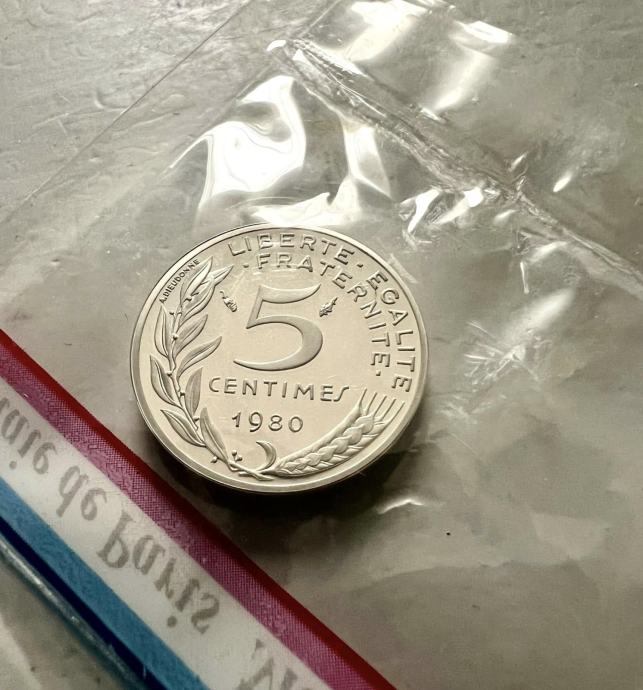 A.DIEUDONNE
LIBERTE · EGALITE
· FRATERNITE ·
5
CENTIMES
1980
de Paris